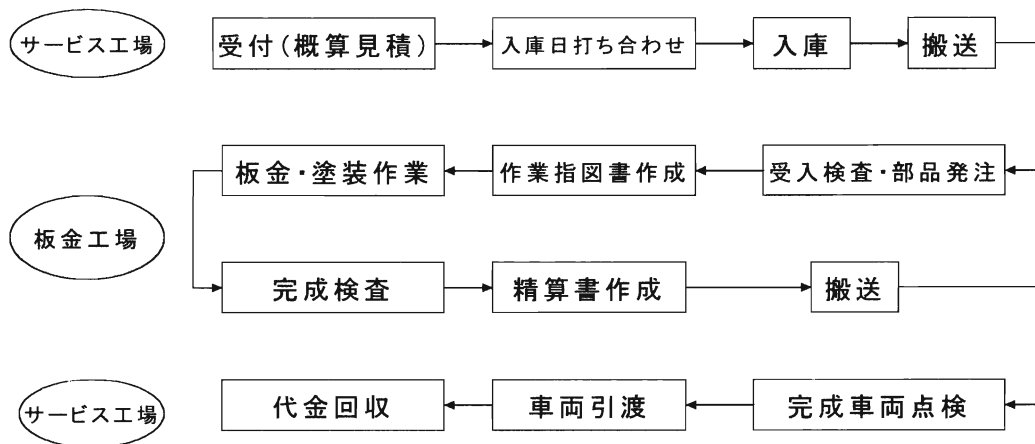 サービス工場
受付(概算見積)
入庫日打ち合わせ
入庫
搬送
板金・塗装作業
作業指図書作成
受入検査・部品発注
板金工場
完成検査
精算書作成
搬送
サービス工場
代金回収
車両引渡
完成車両点検